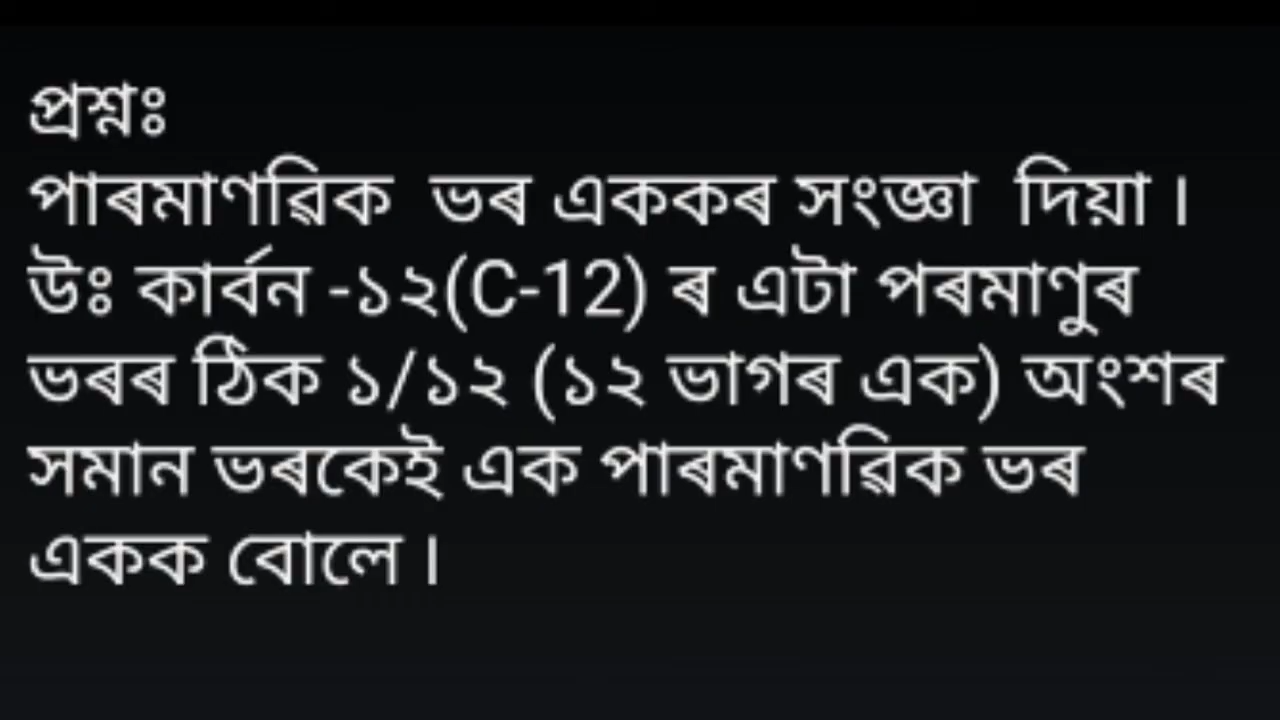 প্ৰশ্নঃ
পাৰমাণৱিক ভৰ এককৰ সংজ্ঞা দিয়া ।
উঃ কাৰ্বন -১২(C-12) ৰ এটা পৰমাণুৰ
ভৰৰ ঠিক ১/১২ (১২ ভাগৰ এক) অংশৰ
সমান ভৰকেই এক পাৰমাণৱিক ভৰ
একক বোলে ।